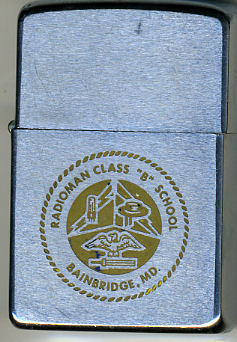 RADIOMAN CLASS "B" SCHOOL
BAINBRIDGE, MD.